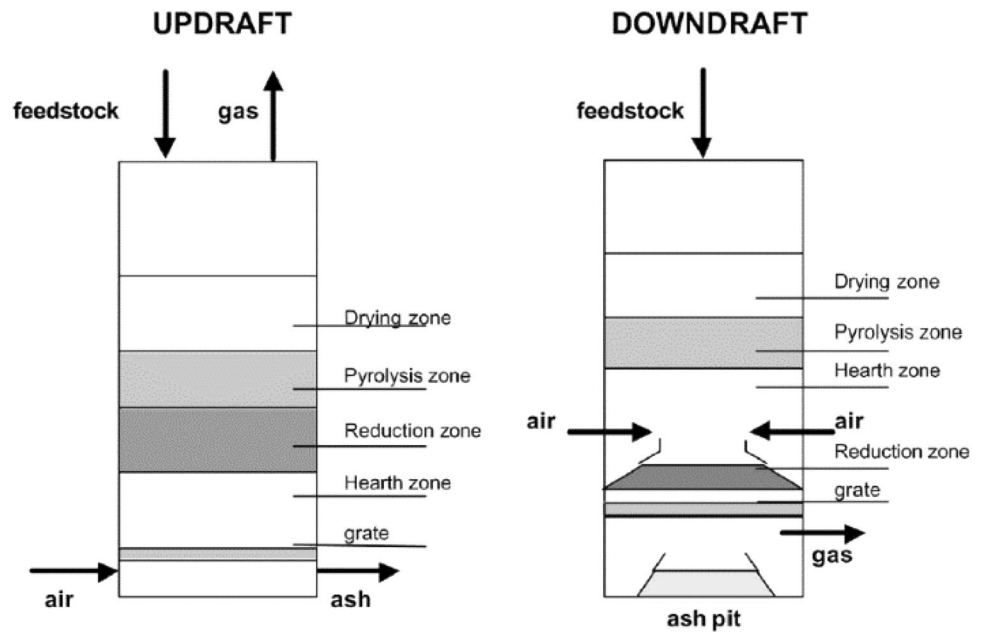 UPDRAFT
feedstock
gas
Drying zone
Pyrolysis zone
Reduction zone
Hearth zone
grate
air
ash
DOWNDRAFT
feedstock
Drying zone
Pyrolysis zone
Hearth zone
air
air
Reduction zone
grate
gas
ash pit